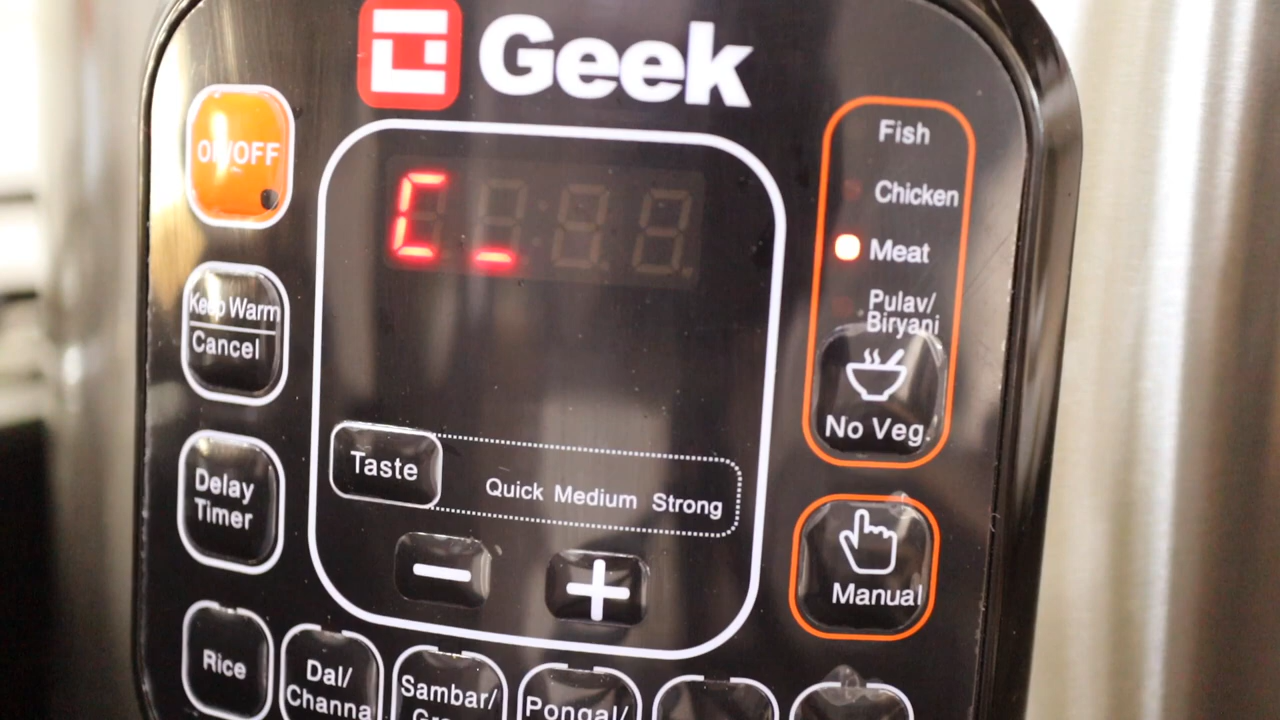 Geek
ON/OFF
Keep Warm
Cancel
Delay
Timer
C _
Fish
Chicken
Meat
Pulav/
Biryani
No Veg.
Taste
Quick Medium Strong
Manual
Rice
Dal/
Channa
Sambar/
Pongal/